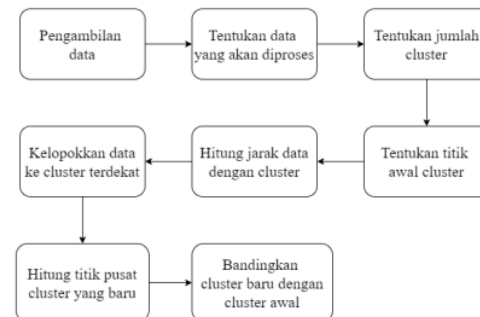 Pengambilan
data
Tentukan data
yang akan diproses
Tentukan jumlah
cluster
Tentukan titik
awal cluster
Hitung jarak data
dengan cluster
Kelopokkan data
ke cluster terdekat
Hitung titik pusat
cluster yang baru
Bandingkan
cluster baru dengan
cluster awal